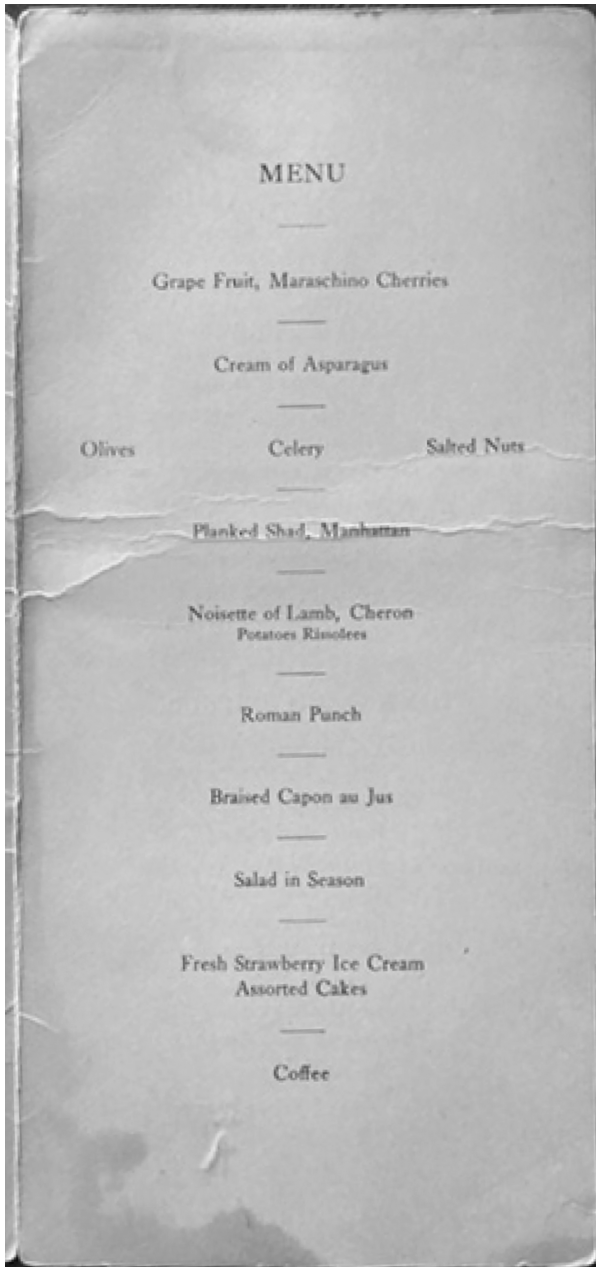 MENU
Grape Fruit, Maraschino Cherries
Cream of Asparagus
Olives Celery Salted Nuts
Planked Shad, Manhattan
Noisette of Lamb, Cheron
Potatoes Rissolees
Roman Punch
Braised Capon au Jus
Salad in Season
Fresh Strawberry Ice Cream
Assorted Cakes
Coffee